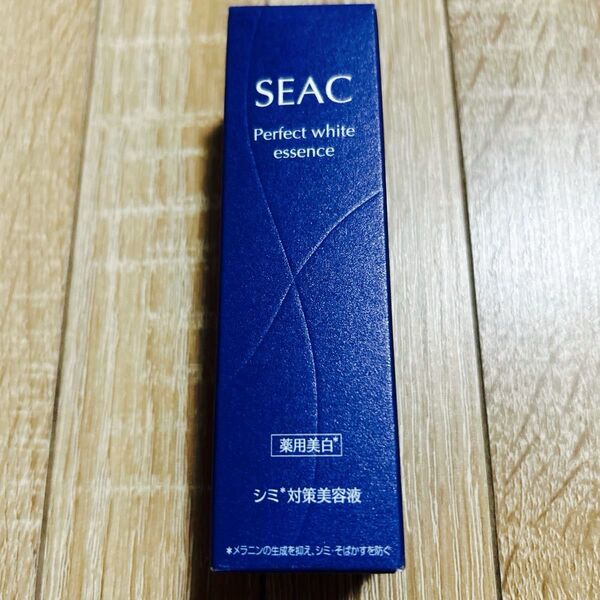 SEAC
Perfect white
essence
薬用美白*
シミ*対策美容液
*メラニンの生成を抑え、シミ・そばかすを防ぐ